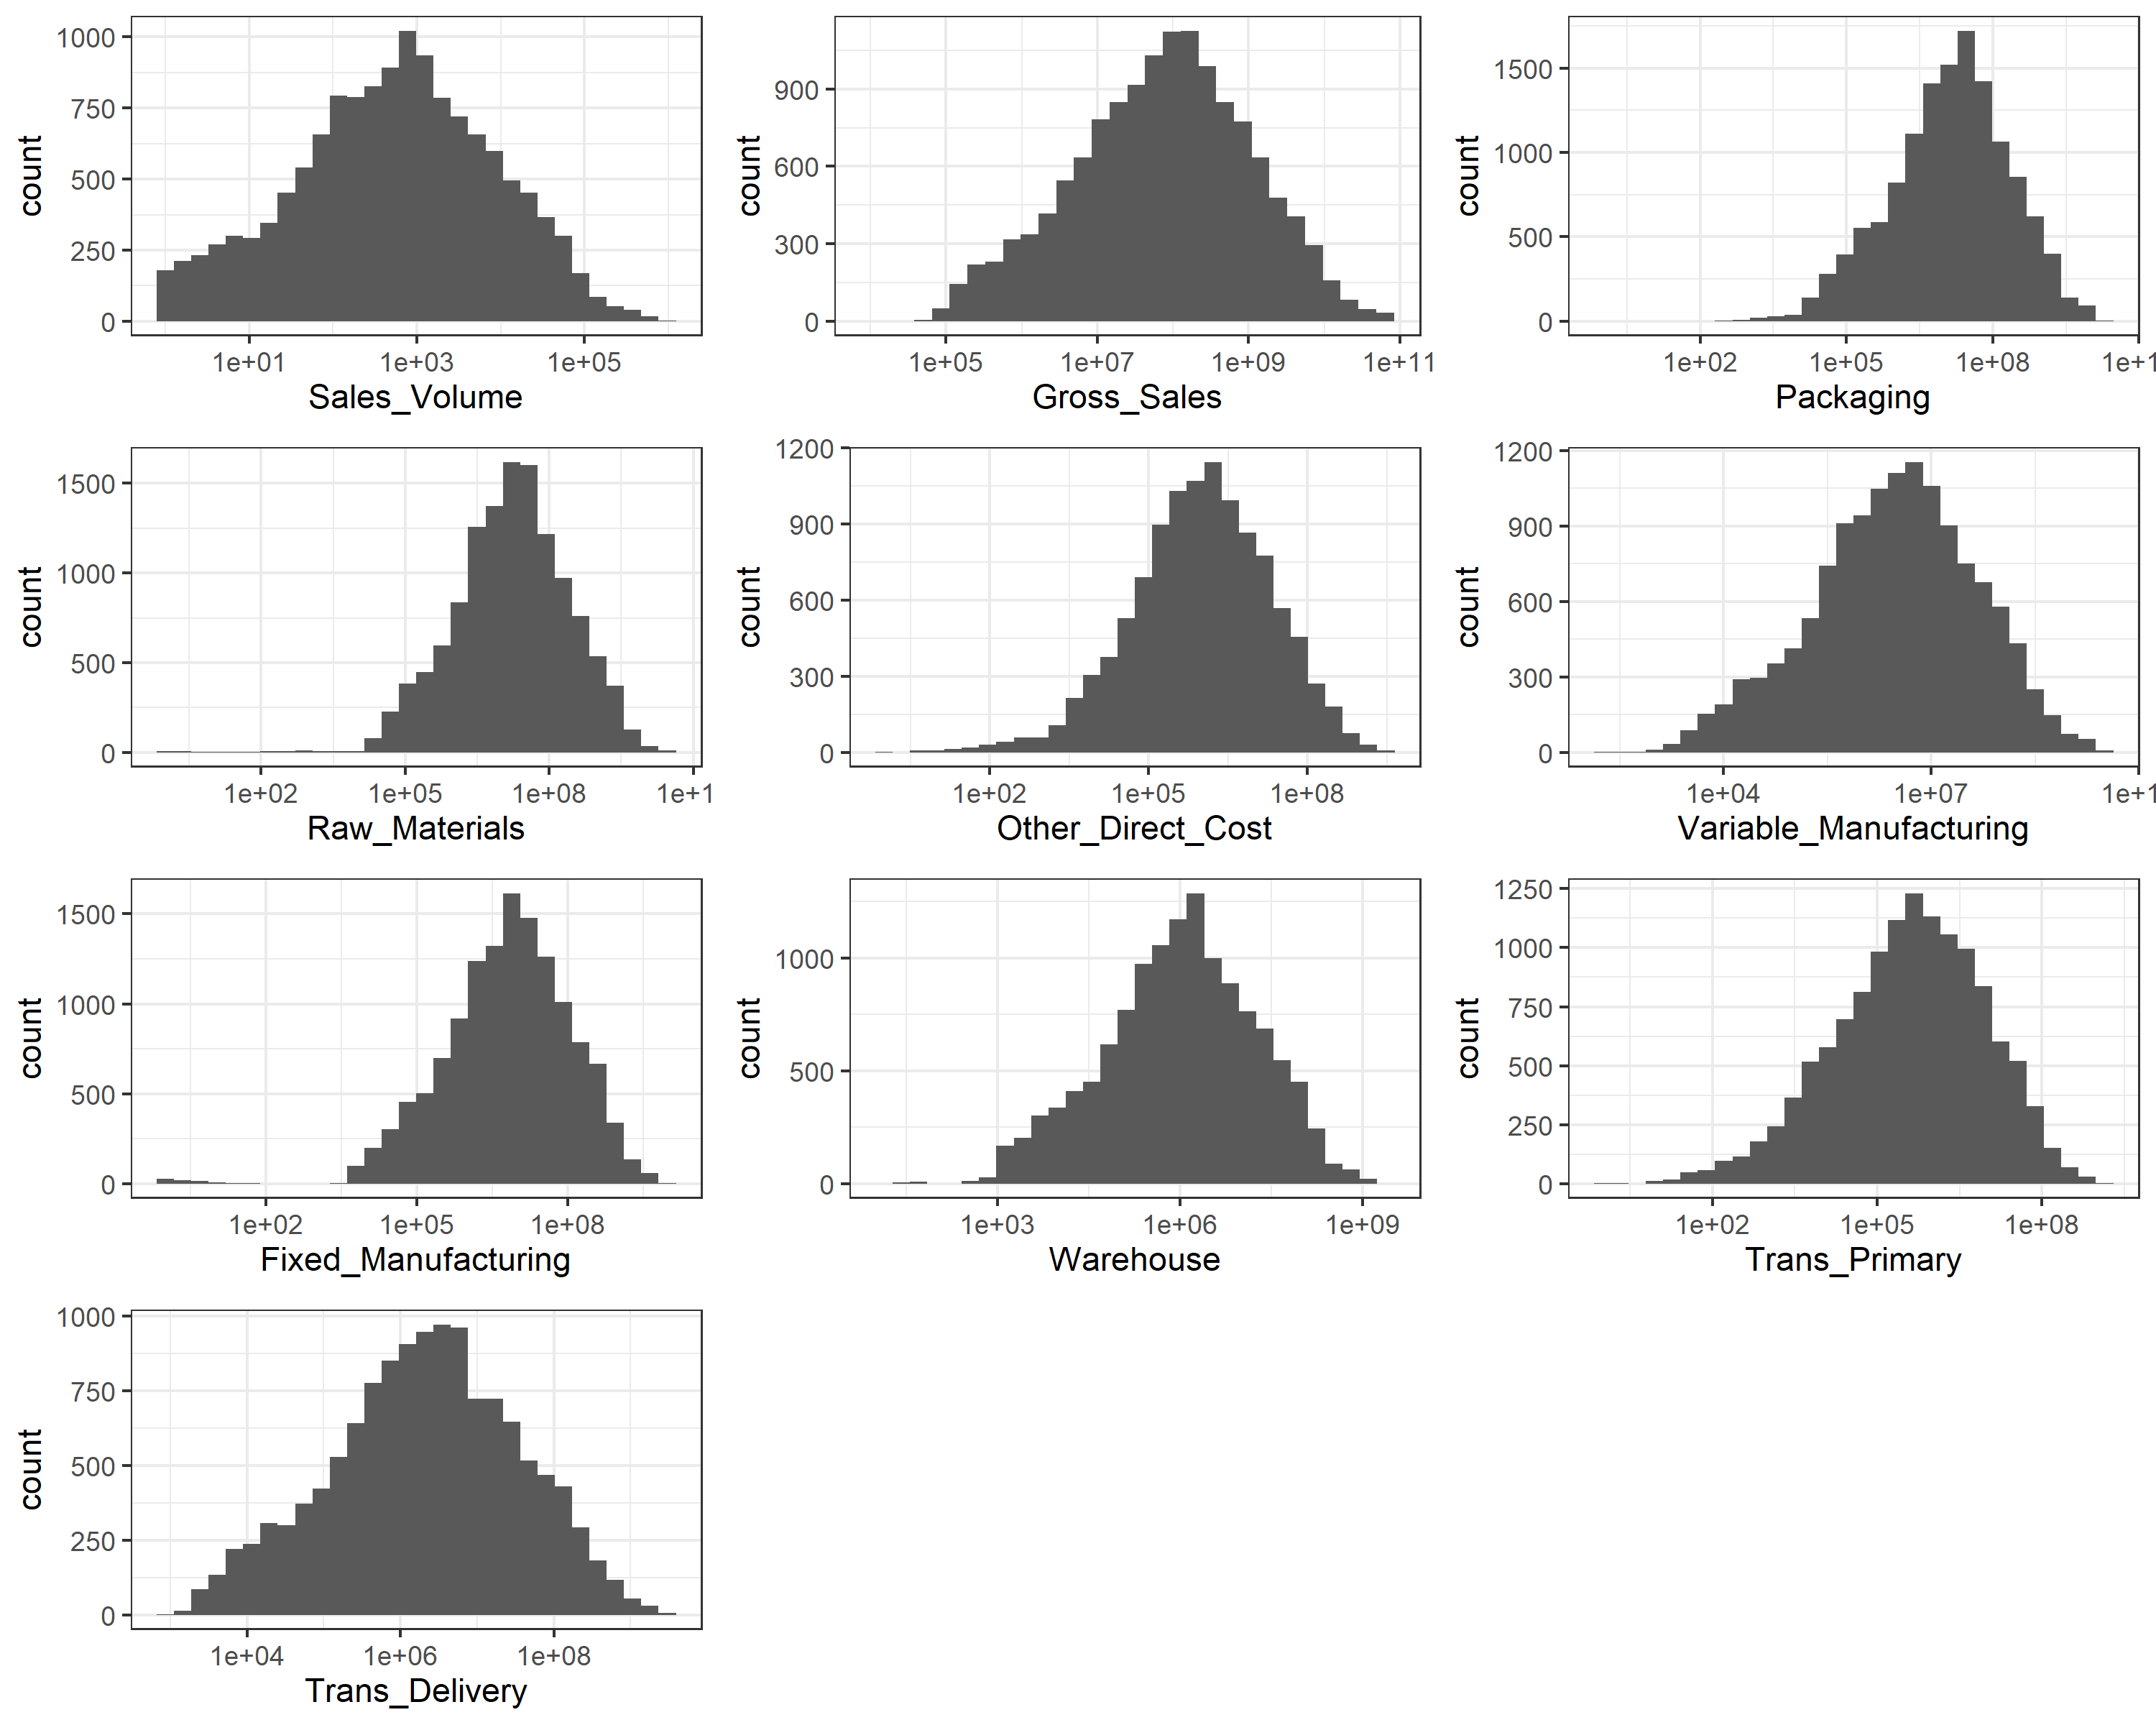 count
1000
750
500
250
0
1e+01 1e+03 1e+05
Sales_Volume
count
900
600
300
0
1e+05 1e+07 1e+09 1e+11
Gross_Sales
count
1500
1000
500
0
1e+02 1e+05 1e+08 1e+1
Packaging
count
1500
1000
500
0
1e+02 1e+05 1e+08 1e+1
Raw_Materials
count
1200
900
600
300
0
1e+02 1e+05 1e+08
Other_Direct_Cost
count
1200
900
600
300
0
1e+04 1e+07 1e+1
Variable_Manufacturing
count
1500
1000
500
0
1e+02 1e+05 1e+08
Fixed_Manufacturing
count
1000
500
0
1e+03 1e+06 1e+09
Warehouse
count
1250
1000
750
500
250
0
1e+02 1e+05 1e+08
Trans_Primary
count
1000
750
500
250
0
1e+04 1e+06 1e+08
Trans_Delivery